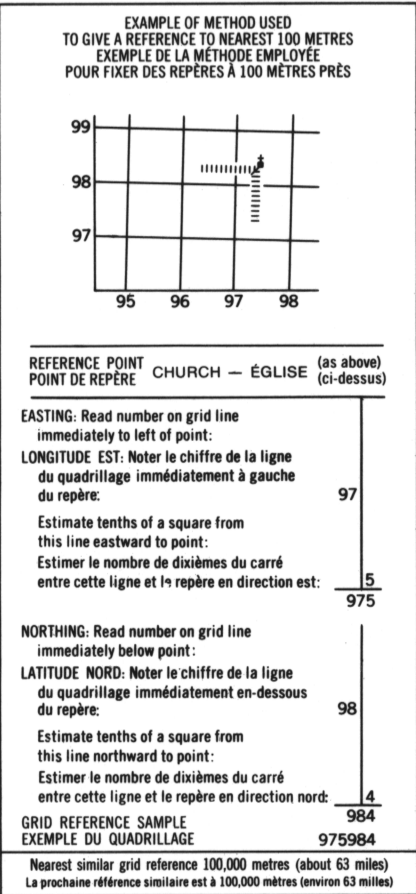 EXAMPLE OF METHOD USED
TO GIVE A REFERENCE TO NEAREST 100 METRES
EXEMPLE DE LA MÉTHODE EMPLOYÉE
POUR FIXER DES REPÈRES À 100 MÈTRES PRÈS
99
98
97
95 96 97 98
REFERENCE POINT CHURCH — ÉGLISE (as above)
POINT DE REPÈRE (ci-dessus)
EASTING: Read number on grid line
immediately to left of point:
LONGITUDE EST: Noter le chiffre de la ligne
du quadrillage immédiatement à gauche
du repère: 97
Estimate tenths of a square from
this line eastward to point:
Estimer le nombre de dixièmes du carré
entre cette ligne et le repère en direction est: 5
975
NORTHING: Read number on grid line
immediately below point:
LATITUDE NORD: Noter le chiffre de la ligne
du quadrillage immédiatement en-dessous
du repère: 98
Estimate tenths of a square from
this line northward to point:
Estimer le nombre de dixièmes du carré
entre cette ligne et le repère en direction nord: 4
GRID REFERENCE SAMPLE 984
EXEMPLE DU QUADRILLAGE 975984
Nearest similar grid reference 100,000 metres (about 63 miles)
La prochaine référence similaire est à 100,000 mètres (environ 63 milles)